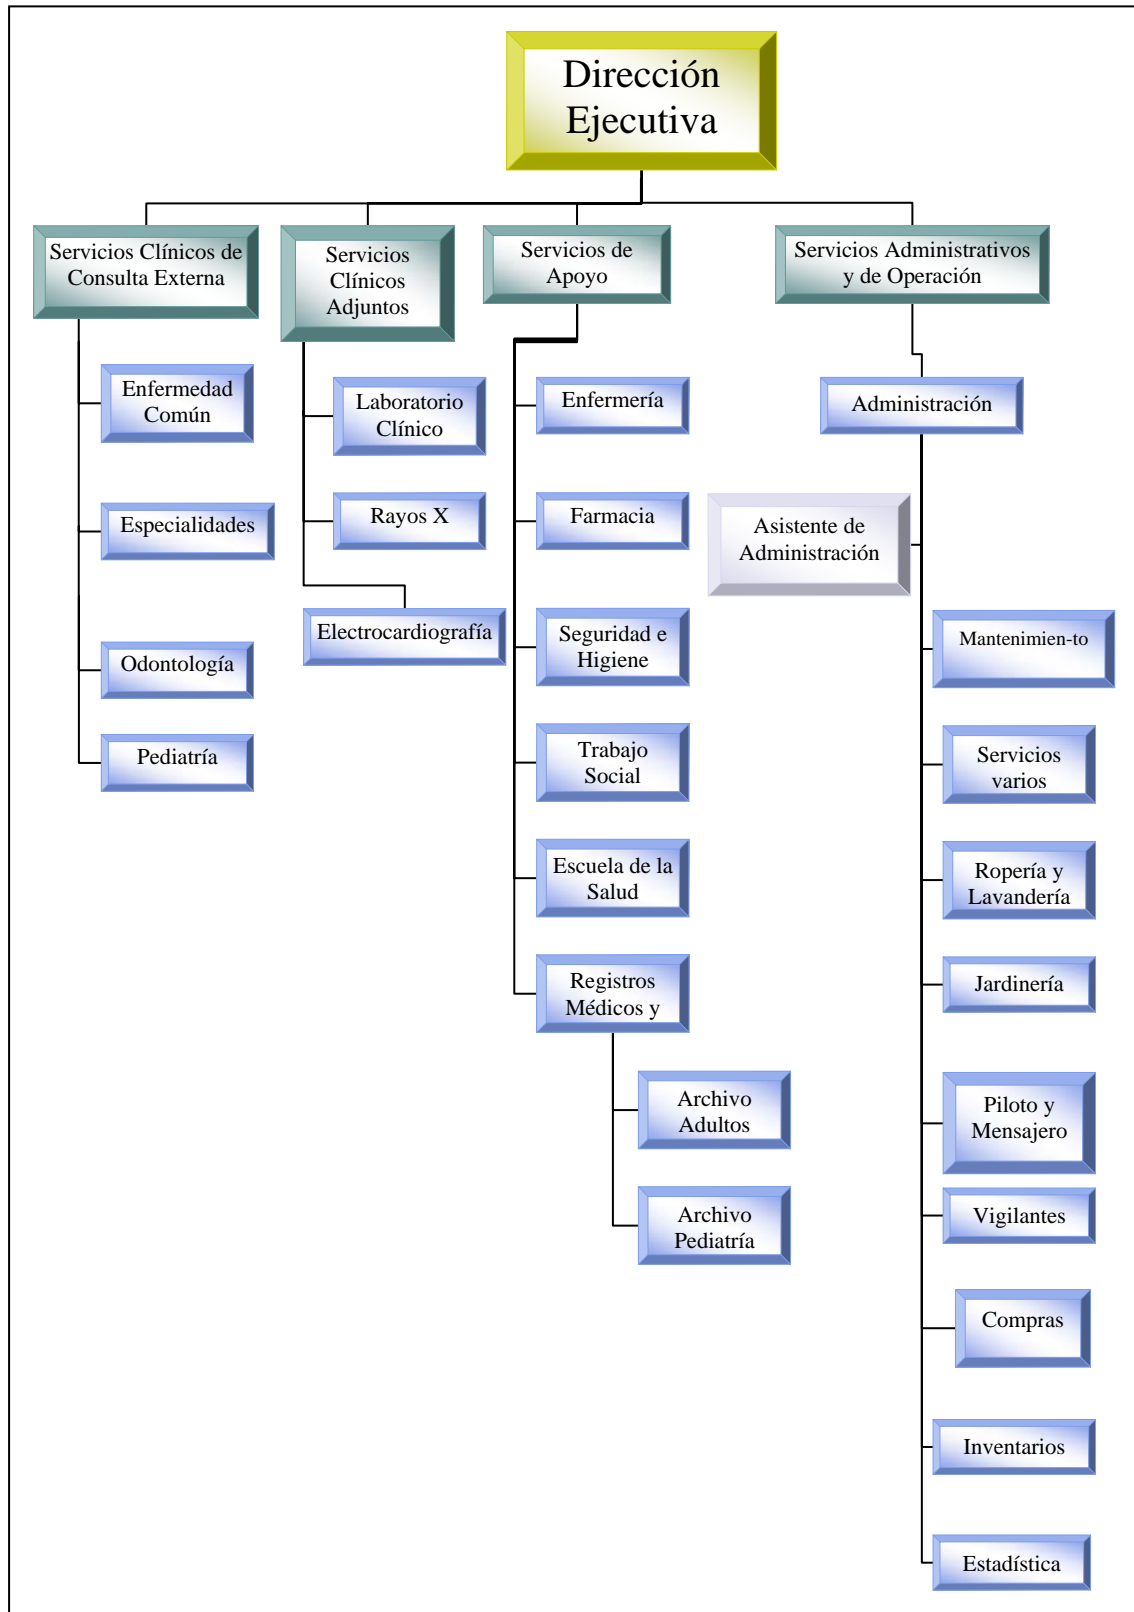 Dirección
Ejecutiva
Servicios Clínicos de
Consulta Externa
Servicios
Clínicos
Adjuntos
Servicios de
Apoyo
Servicios Administrativos
y de Operación
Enfermedad
Común
Especialidades
Odontología
Pediatría
Laboratorio
Clínico
Rayos X
Electrocardiografía
Enfermería
Farmacia
Seguridad e
Higiene
Trabajo
Social
Escuela de la
Salud
Registros
Médicos y
Archivo
Adultos
Archivo
Pediatría
Administración
Asistente de
Administración
Mantenimien-to
Servicios
varios
Ropería y
Lavandería
Jardinería
Piloto y
Mensajero
Vigilantes
Compras
Inventarios
Estadística